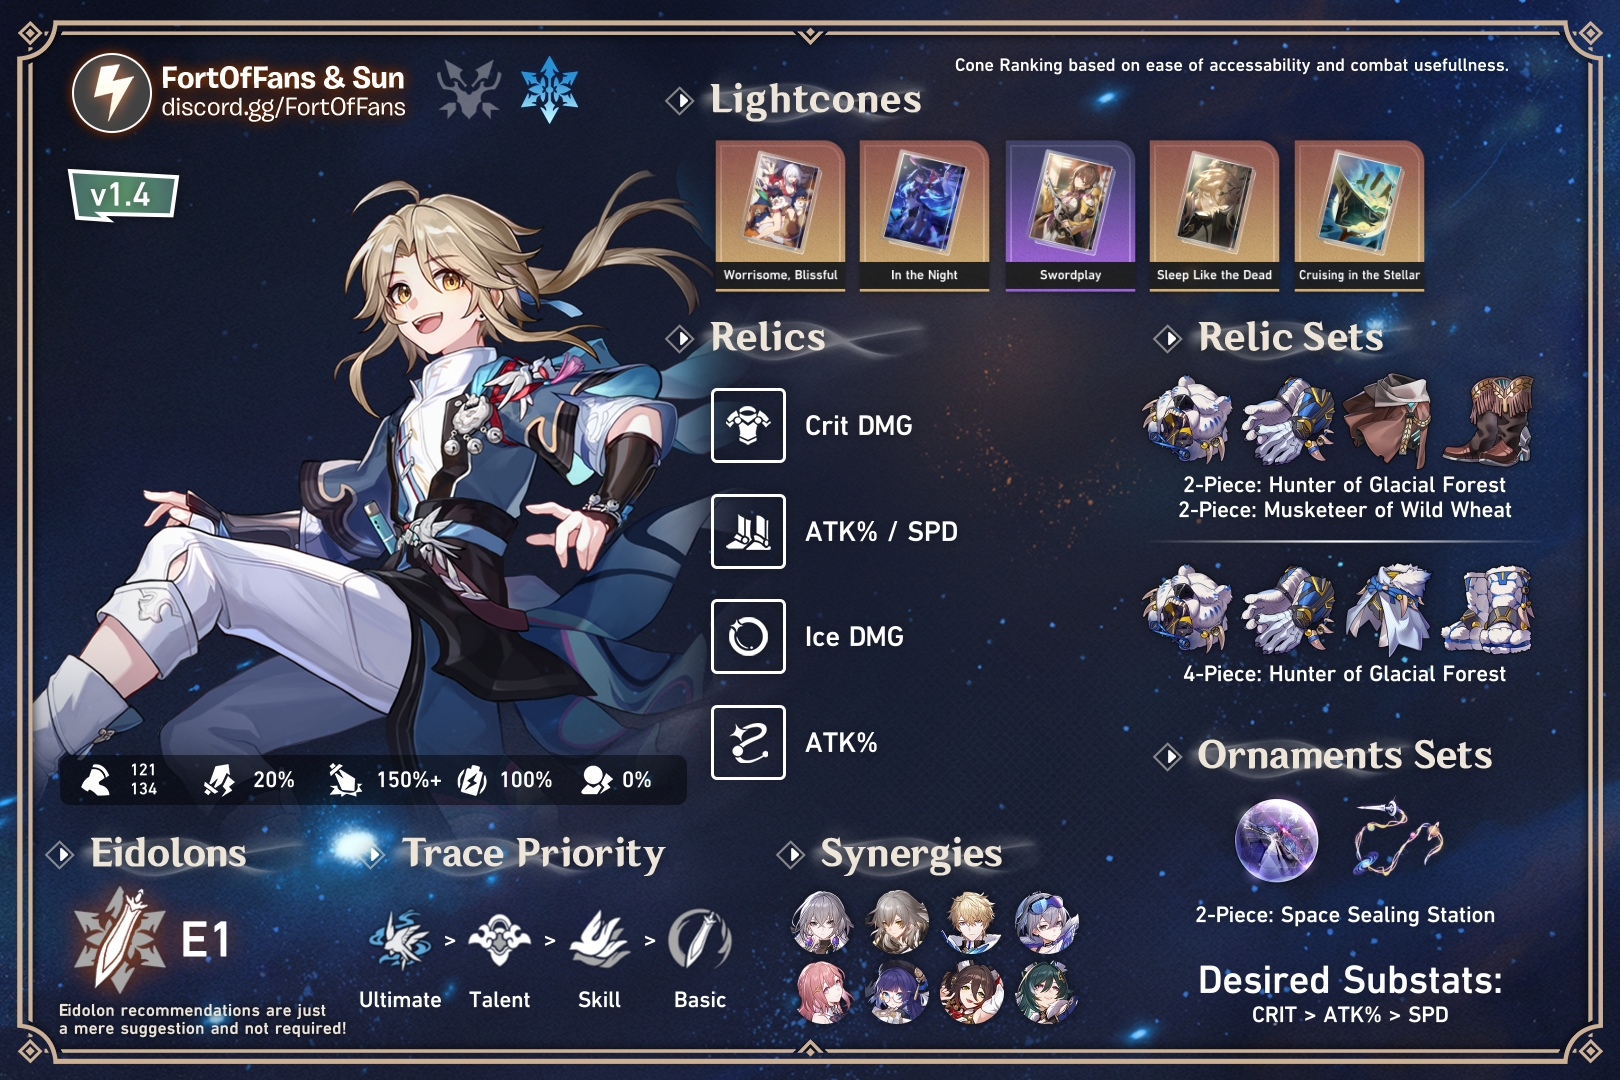 FortOfFans & Sun
discord.gg/FortOfFans
v1.4
Cone Ranking based on ease of accessability and combat usefullness.
Lightcones
Worrisome, Blissful
In the Night
Swordplay
Sleep Like the Dead
Cruising in the Stellar
Relics
Crit DMG
ATK% / SPD
Ice DMG
ATK%
Relic Sets
2-Piece: Hunter of Glacial Forest
2-Piece: Musketeer of Wild Wheat
4-Piece: Hunter of Glacial Forest
Ornaments Sets
2-Piece: Space Sealing Station
Desired Substats:
CRIT > ATK% > SPD
121
134
20%
150%+
100%
0%
Eidolons
E1
Eidolon recommendations are just
a mere suggestion and not required!
Trace Priority
> > >
Ultimate
Talent
Skill
Basic
Synergies